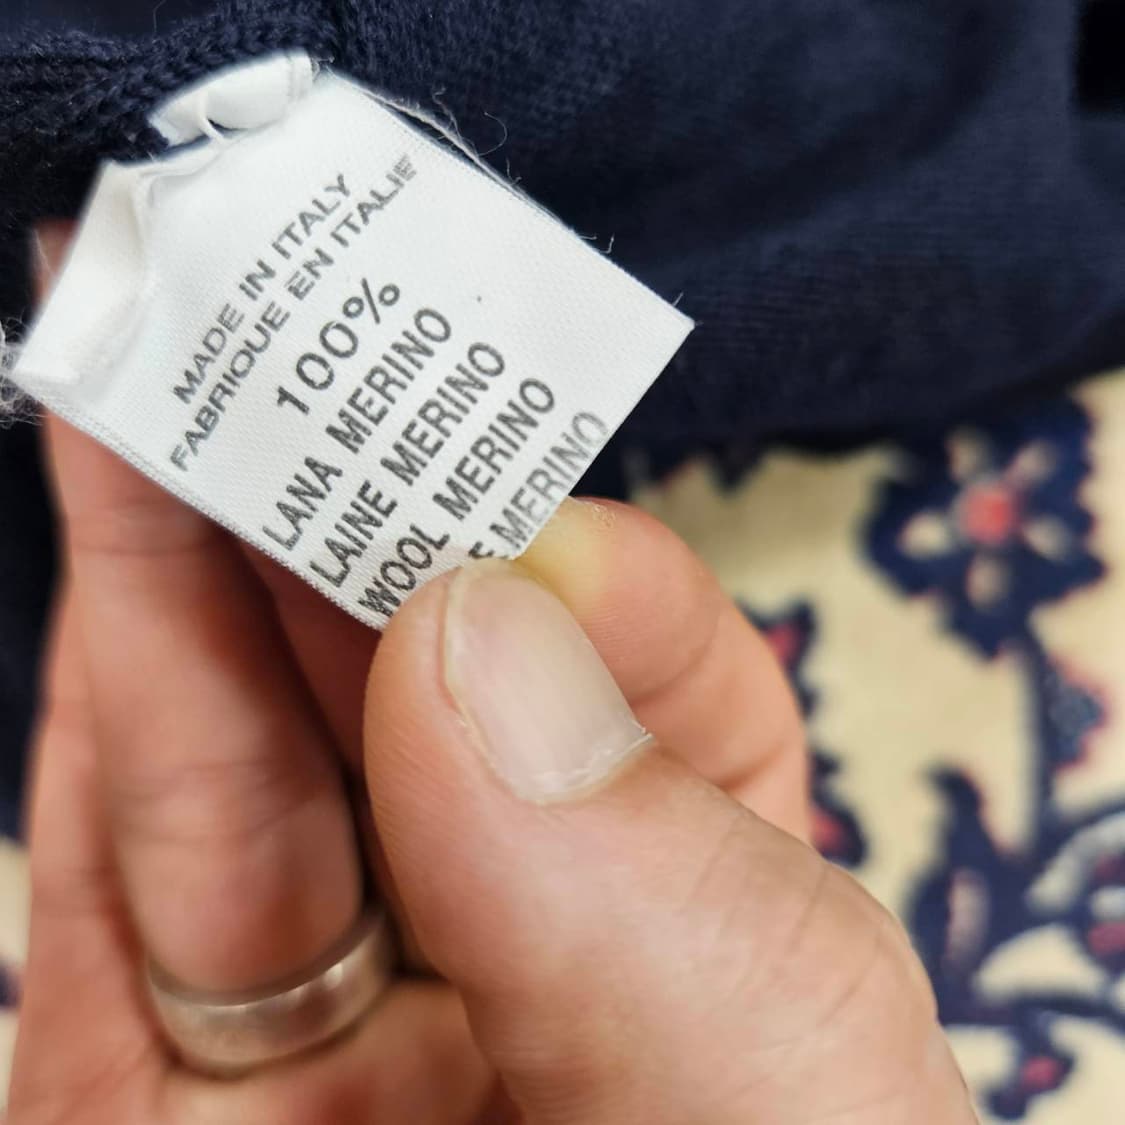 MADE IN ITALY
FABRIQUE EN ITALIE
100%
LANA MERINO
LAINE MERINO
WOOL MERINO
MERINO